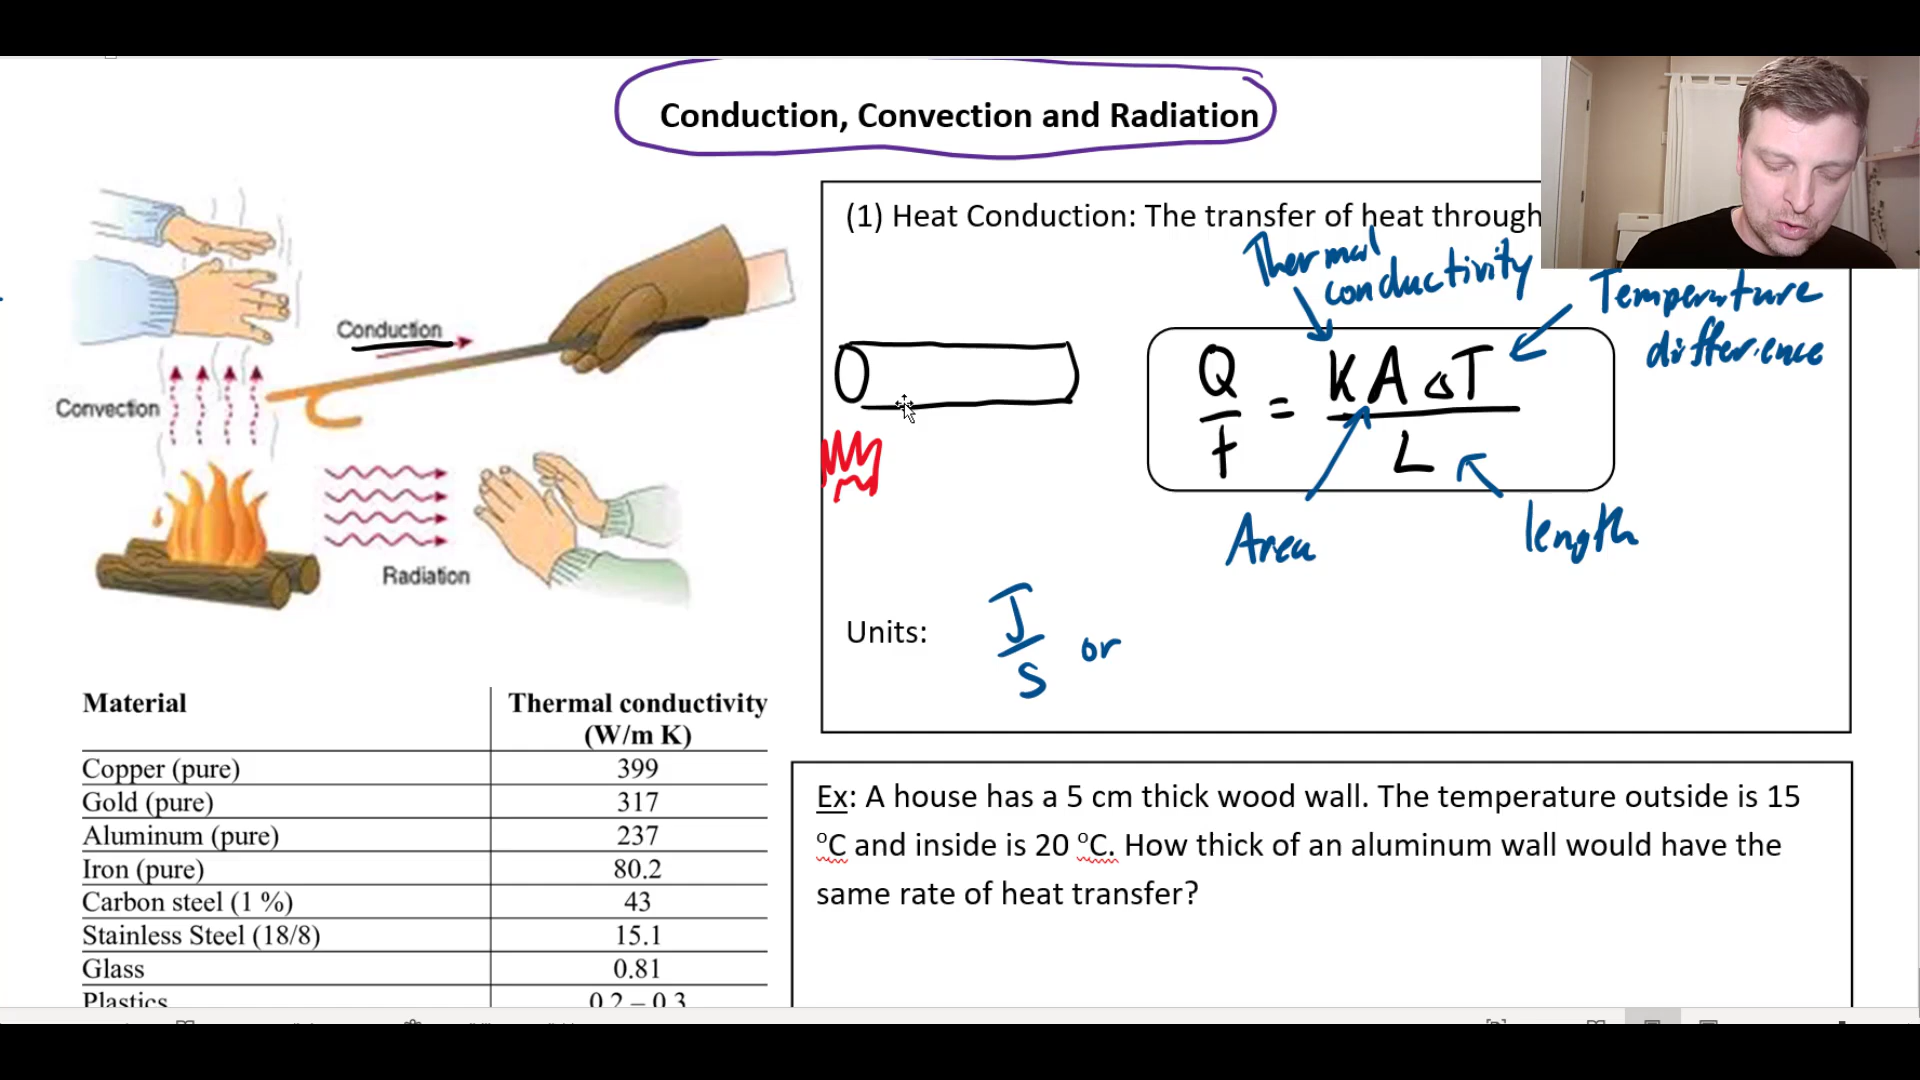 Conduction, Convection and Radiation
(1) Heat Conduction: The transfer of heat through
Thermal
conductivity
Temperature
difference
Q/t = KA△T/L
Area
length
Units: J/s or
Conduction
Convection
Radiation
Material Thermal conductivity
(W/m K)
Copper (pure) 399
Gold (pure) 317
Aluminum (pure) 237
Iron (pure) 80.2
Carbon steel (1 %) 43
Stainless Steel (18/8) 15.1
Glass 0.81
Plastics 0.2 – 0.3
Ex: A house has a 5 cm thick wood wall. The temperature outside is 15
°C and inside is 20 °C. How thick of an aluminum wall would have the
same rate of heat transfer?